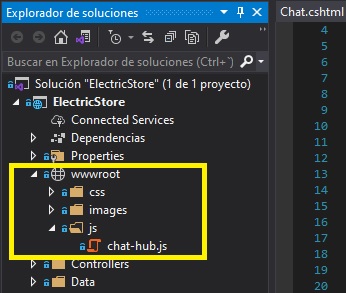 Explorador de soluciones
Chat.cshtml
Buscar en Explorador de soluciones (Ctrl+¨)
Solución "ElectricStore" (1 de 1 proyecto)
ElectricStore
Connected Services
Dependencias
Properties
wwwroot
css
images
js
chat-hub.js
Controllers
Data
4
5
6
7
8
9
10
11
12
13
14
15
16
17
18
19
20